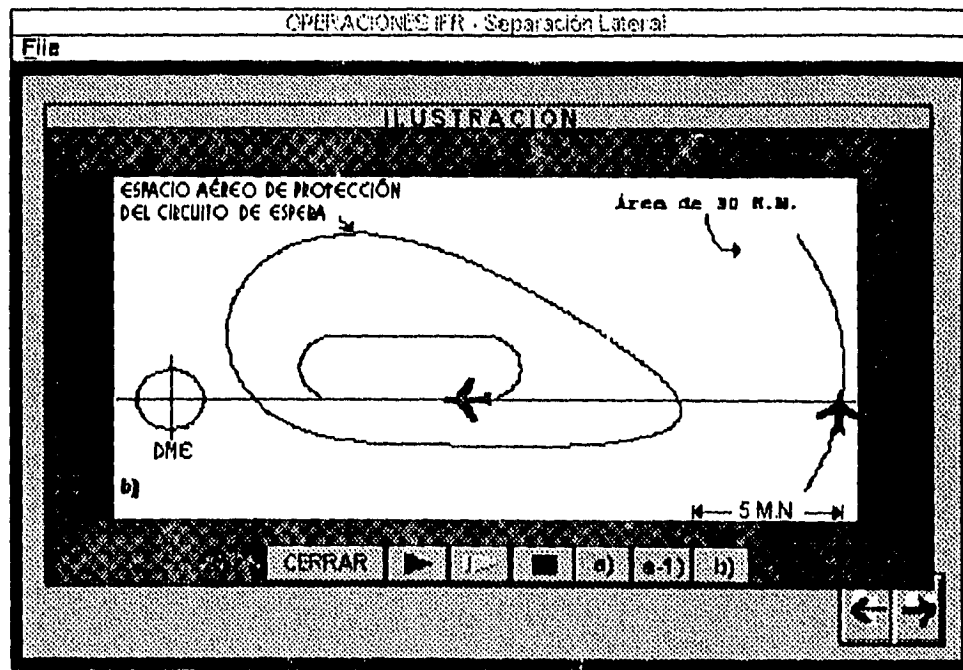 OPERACIONES IFR - Separación Lateral
File
ILUSTRACIÓN
ESPACIO AÉREO DE PROTECCIÓN
DEL CIRCUITO DE ESPERA
Área de 30 M.M.
DME
b)
5 M.N
CERRAR
a)
a.1)
b)